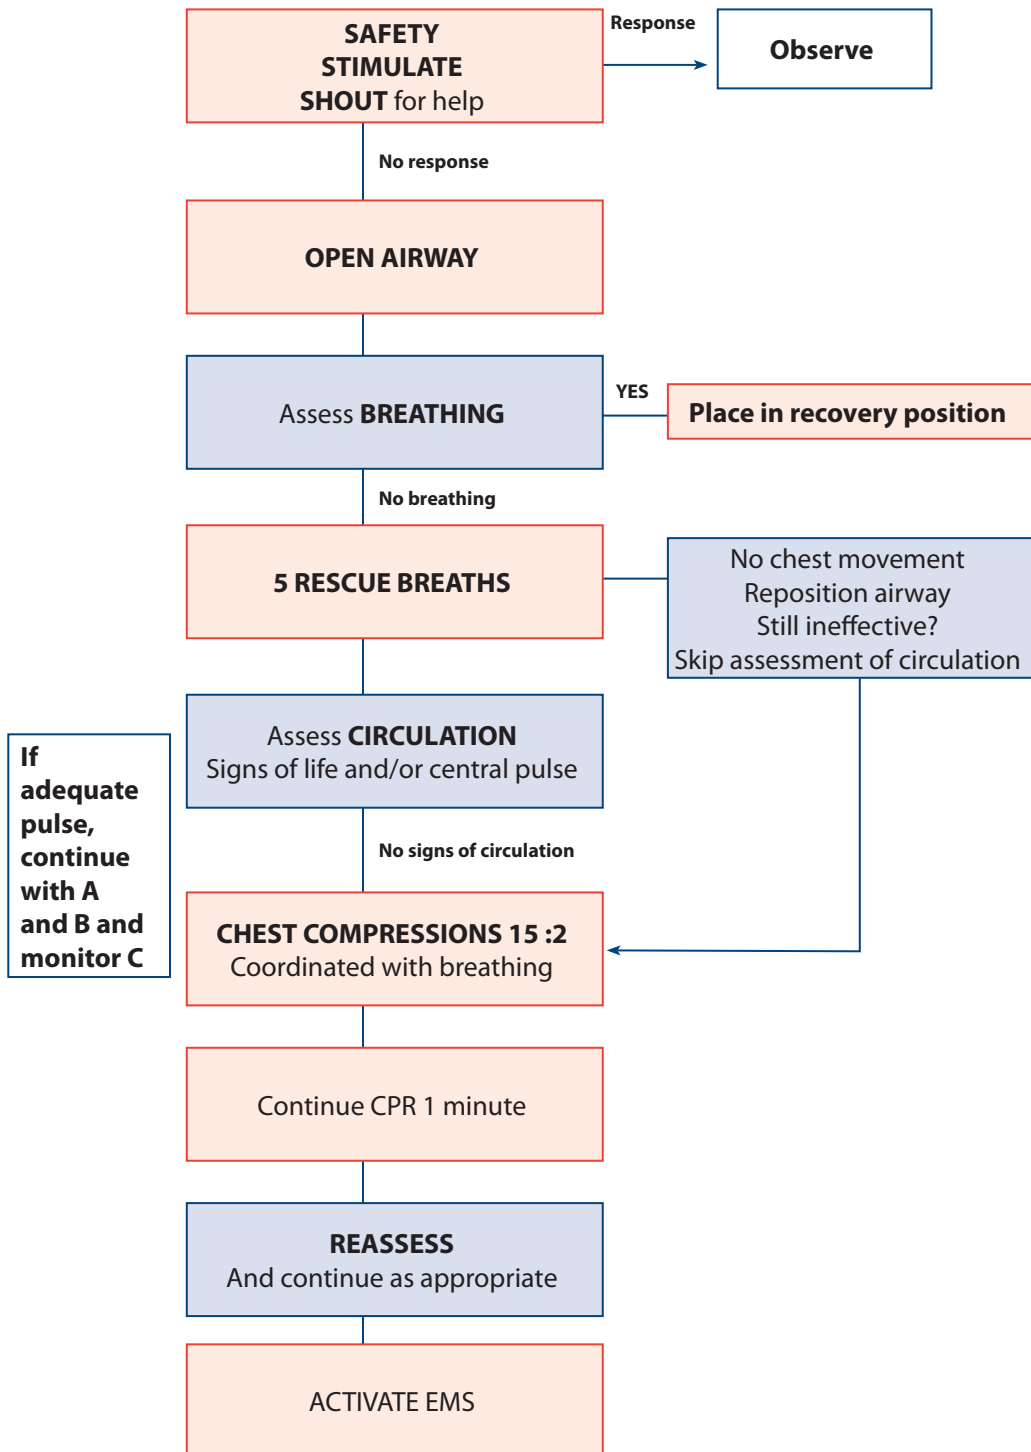 SAFETY
STIMULATE
SHOUT for help
Response
Observe
No response
OPEN AIRWAY
Assess BREATHING
YES
Place in recovery position
No breathing
5 RESCUE BREATHS
No chest movement
Reposition airway
Still ineffective?
Skip assessment of circulation
Assess CIRCULATION
Signs of life and/or central pulse
If
adequate
pulse,
continue
with A
and B and
monitor C
No signs of circulation
CHEST COMPRESSIONS 15 :2
Coordinated with breathing
Continue CPR 1 minute
REASSESS
And continue as appropriate
ACTIVATE EMS